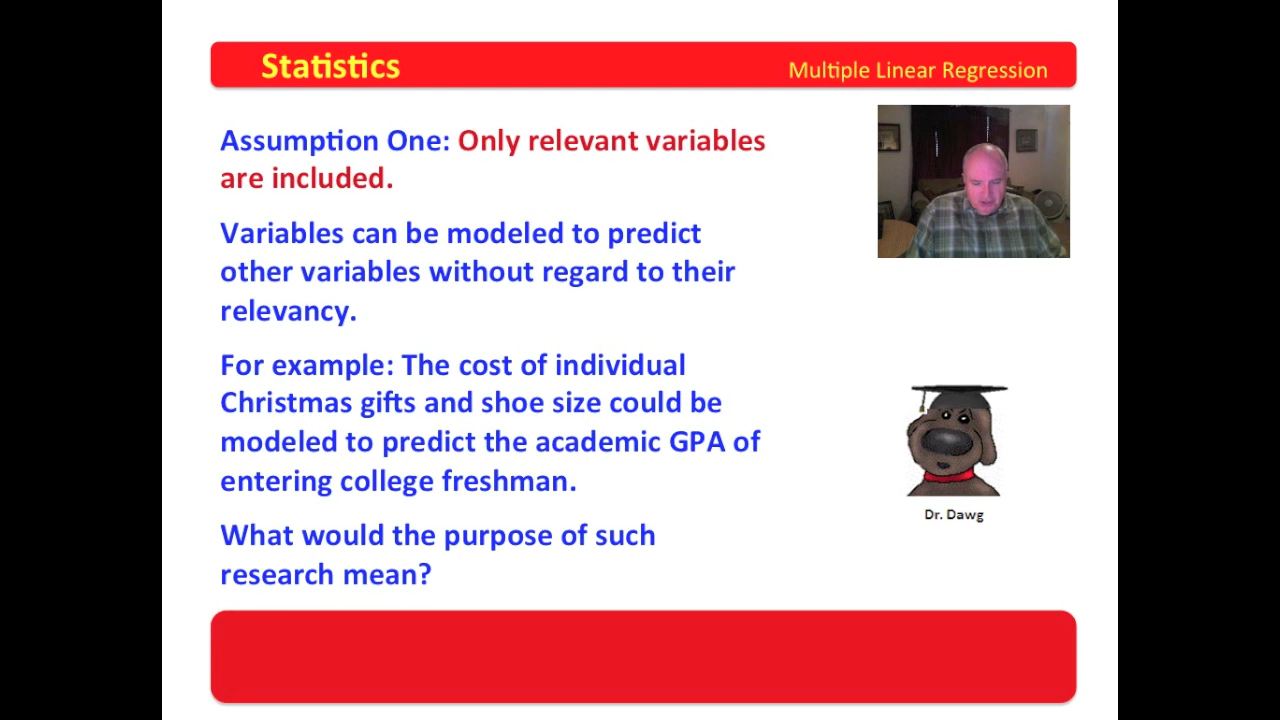 Statistics
Multiple Linear Regression
Assumption One: Only relevant variables
are included.
Variables can be modeled to predict
other variables without regard to their
relevancy.
For example: The cost of individual
Christmas gifts and shoe size could be
modeled to predict the academic GPA of
entering college freshman.
What would the purpose of such
research mean?
Dr. Dawg